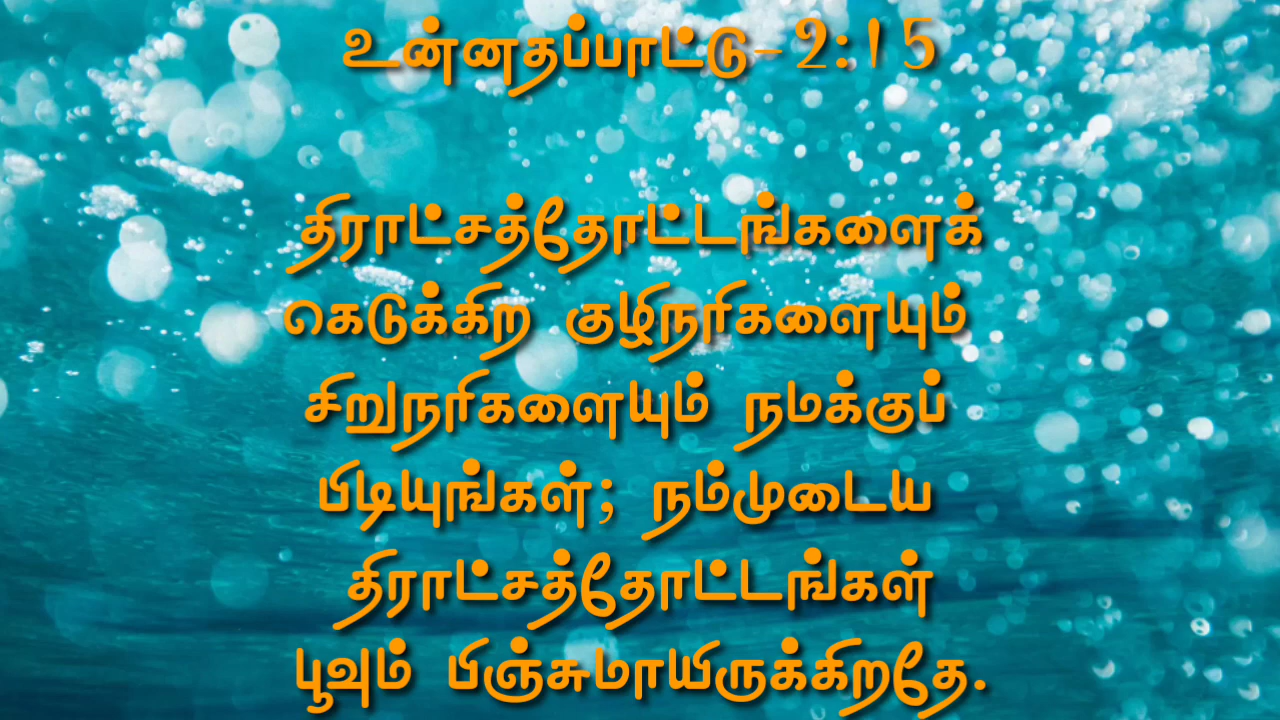 உன்னதப்பாட்டு-2:15
திராட்சத்தோட்டங்களைக்
கெடுக்கிற குழிநரிகளையும்
சிறுநரிகளையும் நமக்குப்
பிடியுங்கள்; நம்முடைய
திராட்சத்தோட்டங்கள்
பூவும் பிஞ்சுமாயிருக்கிறதே.